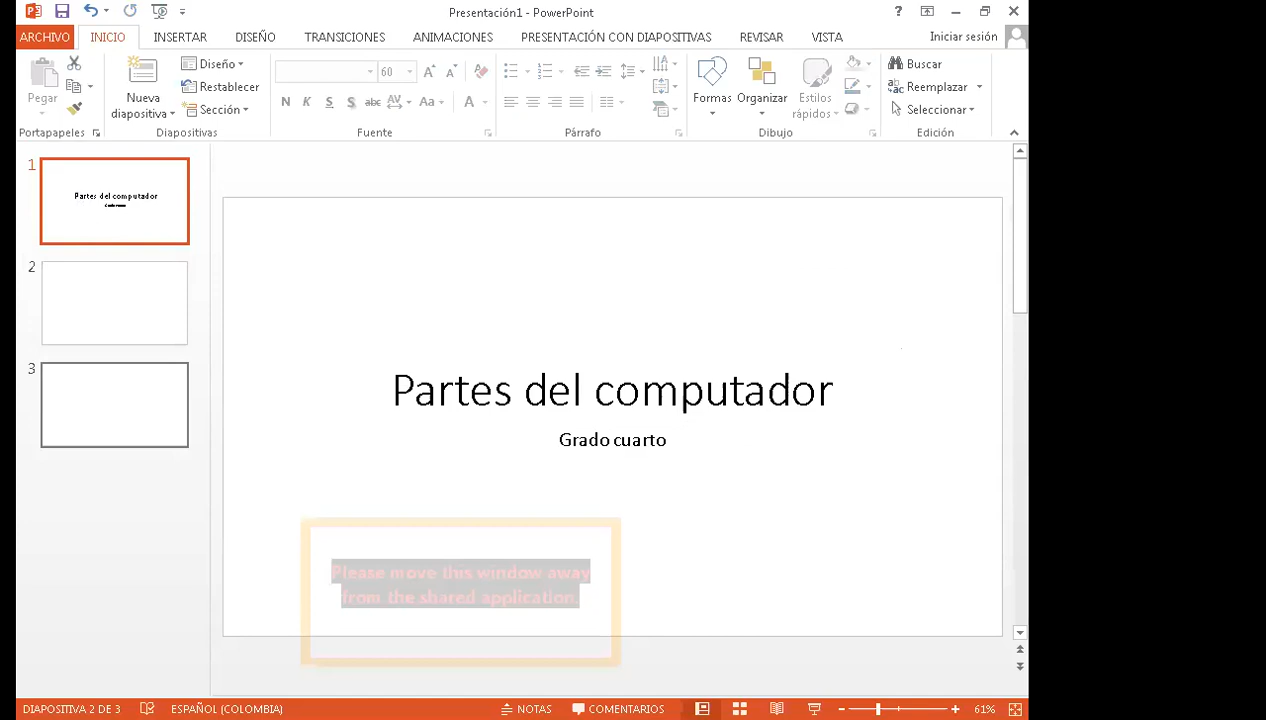 Presentación1 - PowerPoint
?
ARCHIVO INICIO INSERTAR DISEÑO TRANSICIONES ANIMACIONES PRESENTACIÓN CON DIAPOSITIVAS REVISAR VISTA Iniciar sesión
Pegar
Portapapeles
Nueva
diapositiva
Diseño
Restablecer
Sección
Diapositivas
60
N K S S abc AV Aa A
Fuente
Párrafo
Formas
Organizar
Estilos
rápidos
Dibujo
Buscar
Reemplazar
Seleccionar
Edición
1
Partes del computador
2
3
Partes del computador
Grado cuarto
Please move this window away
from the shared application.
DIAPOSITIVA 2 DE 3 ESPAÑOL (COLOMBIA) NOTAS COMENTARIOS 61%